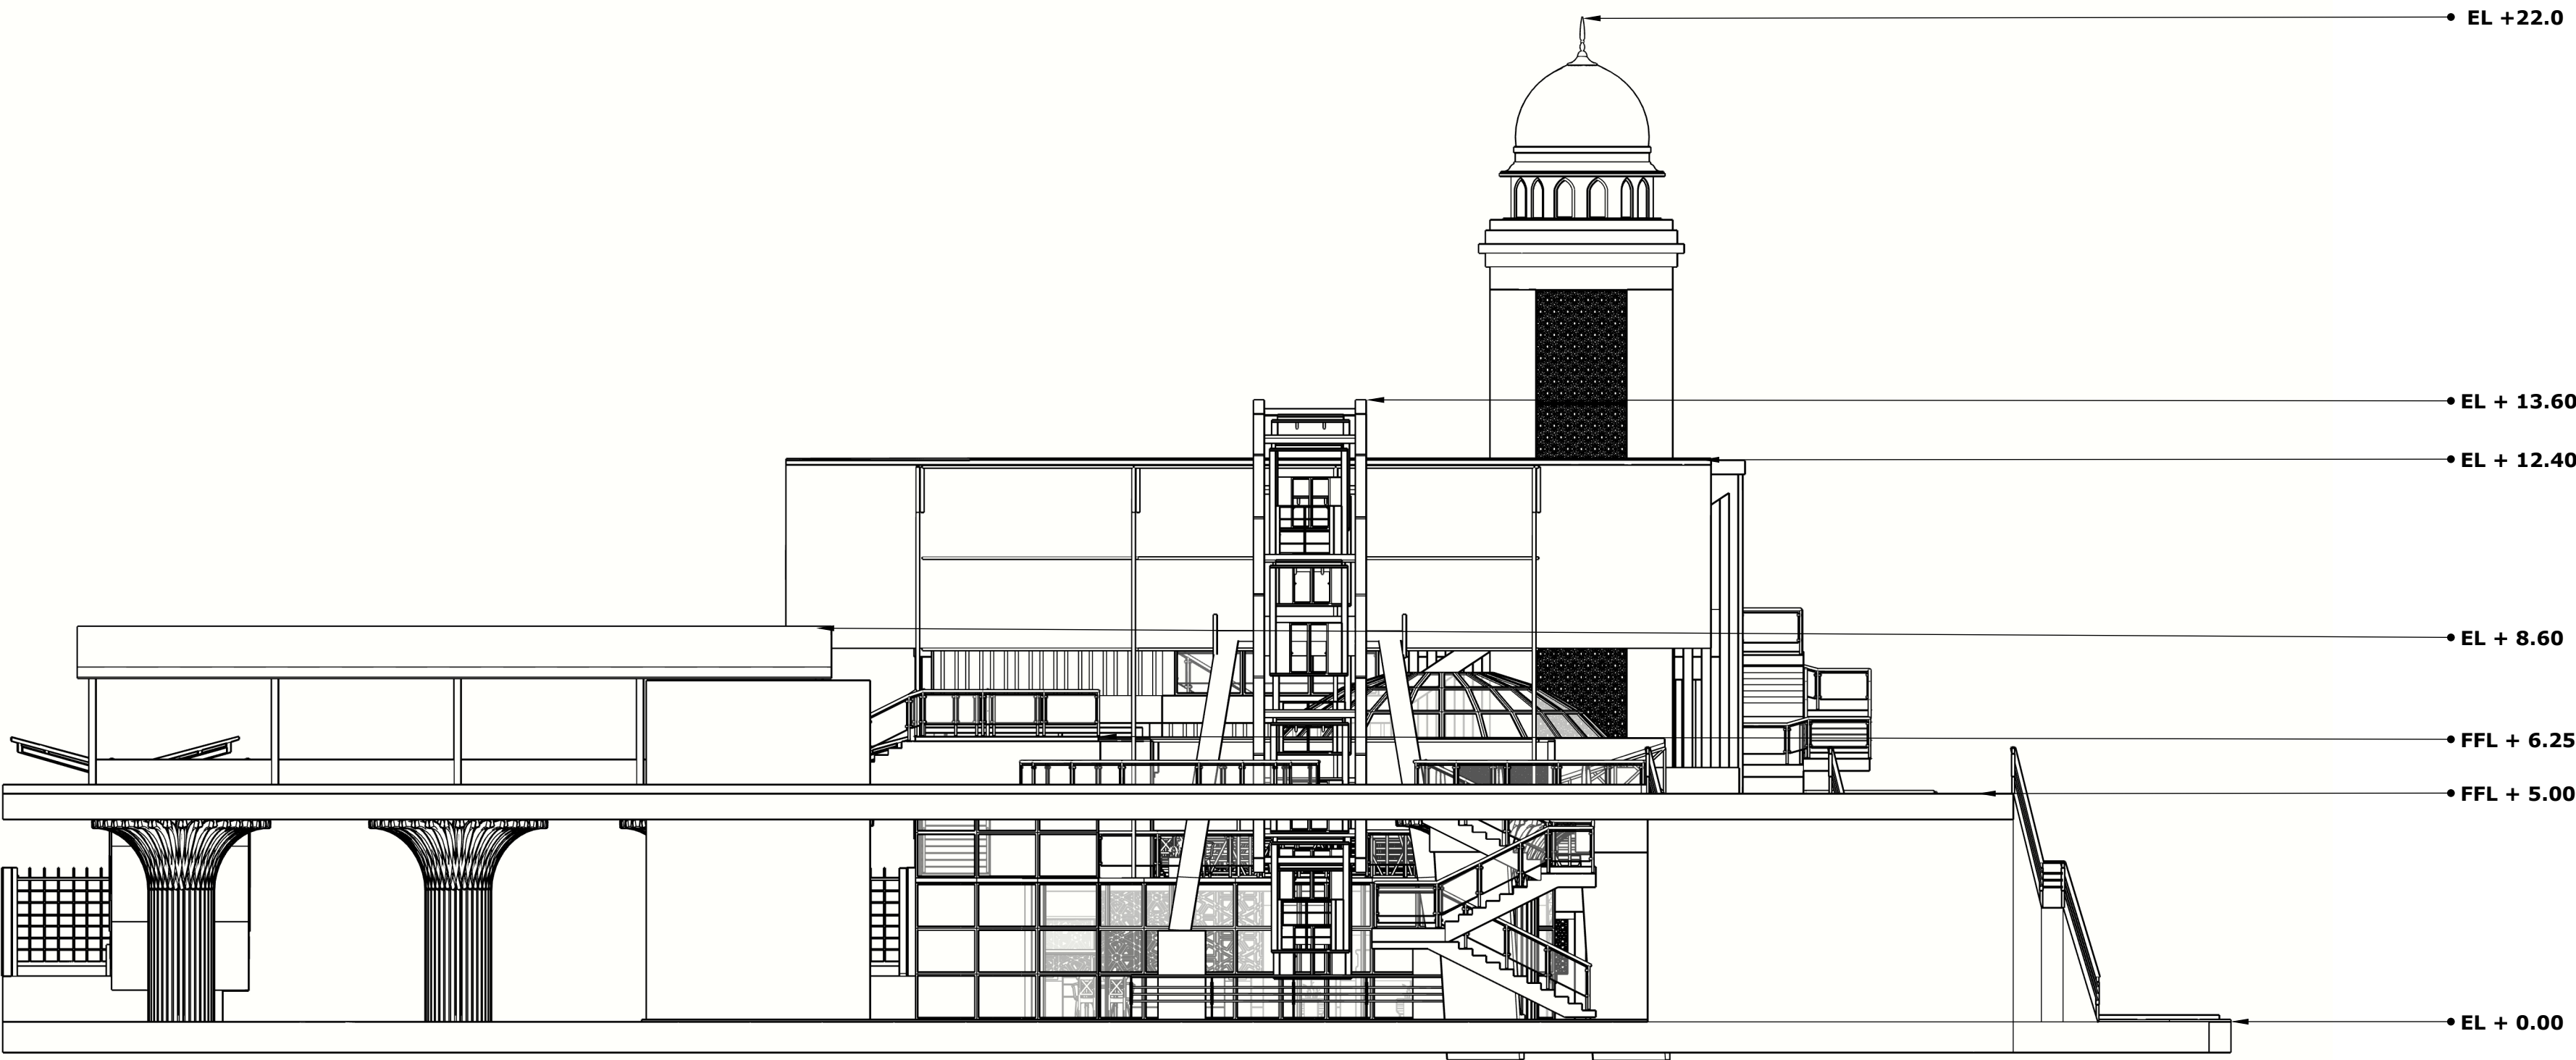 EL +22.0
EL + 13.60
EL + 12.40
EL + 8.60
FFL + 6.25
FFL + 5.00
EL + 0.00